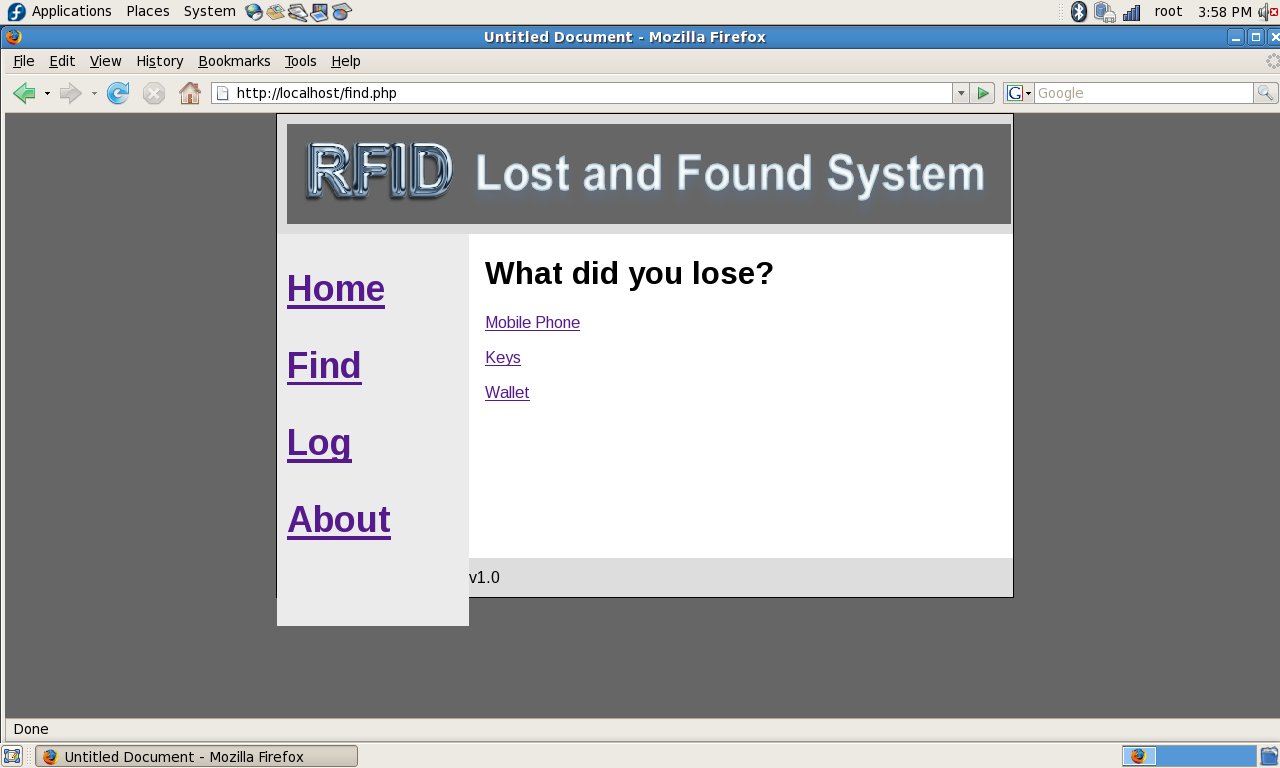 Applications Places System root 3:58 PM
Untitled Document - Mozilla Firefox
File Edit View History Bookmarks Tools Help
http://localhost/find.php G Google
RFID Lost and Found System
Home
Find
Log
About
What did you lose?
Mobile Phone
Keys
Wallet
v1.0
Done
Untitled Document - Mozilla Firefox